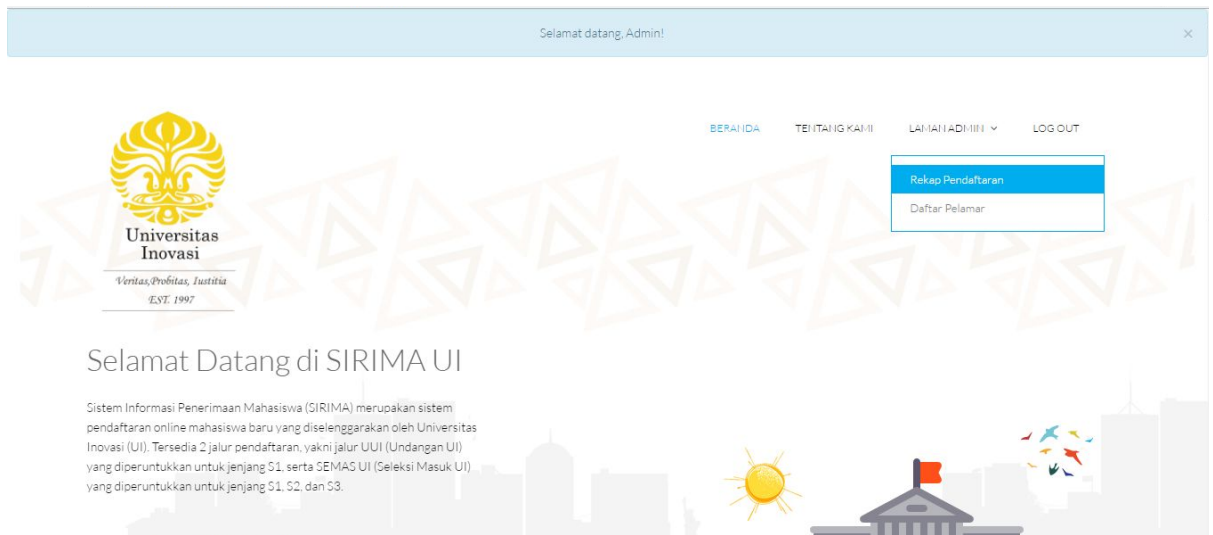 Selamat datang, Admin!
×
BERANDA TENTANG KAMI LAMAN ADMIN LOG OUT
Rekap Pendaftaran
Daftar Pelamar
Universitas
Inovasi
Veritas, Probitas, Iustitia
EST. 1997
Selamat Datang di SIRIMA UI
Sistem Informasi Penerimaan Mahasiswa (SIRIMA) merupakan sistem
pendaftaran online mahasiswa baru yang diselenggarakan oleh Universitas
Inovasi (UI). Tersedia 2 jalur pendaftaran, yakni jalur UUI (Undangan UI)
yang diperuntukkan untuk jenjang S1, serta SEMAS UI (Seleksi Masuk UI)
yang diperuntukkan untuk jenjang S1, S2, dan S3.